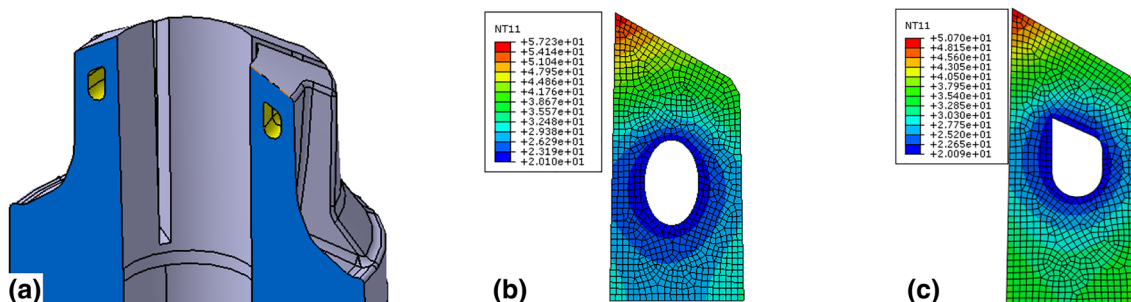 NT11
+5.723e+01
+5.414e+01
+5.104e+01
+4.795e+01
+4.486e+01
+4.176e+01
+3.867e+01
+3.557e+01
+3.248e+01
+2.938e+01
+2.629e+01
+2.319e+01
+2.010e+01
NT11
+5.070e+01
+4.815e+01
+4.560e+01
+4.305e+01
+4.050e+01
+3.795e+01
+3.540e+01
+3.285e+01
+3.030e+01
+2.775e+01
+2.520e+01
+2.265e+01
+2.009e+01
(a)
(b)
(c)